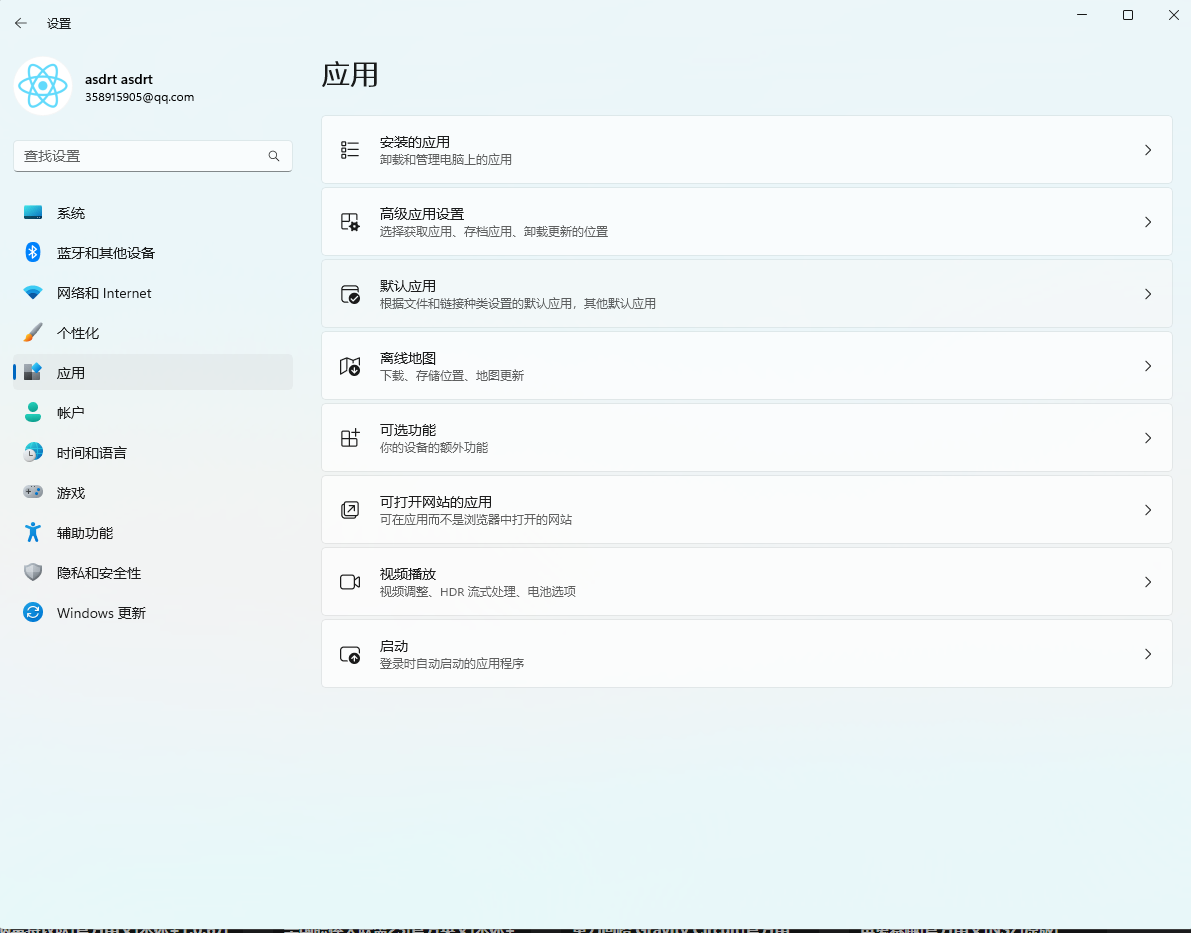 设置
asdrt asdrt
358915905@qq.com
查找设置
系统
蓝牙和其他设备
网络和 Internet
个性化
应用
帐户
时间和语言
游戏
辅助功能
隐私和安全性
Windows 更新
应用
安装的应用
卸载和管理电脑上的应用
高级应用设置
选择获取应用、存档应用、卸载更新的位置
默认应用
根据文件和链接种类设置的默认应用，其他默认应用
离线地图
下载、存储位置、地图更新
可选功能
你的设备的额外功能
可打开网站的应用
可在应用而不是浏览器中打开的网站
视频播放
视频调整、HDR 流式处理、电池选项
启动
登录时自动启动的应用程序